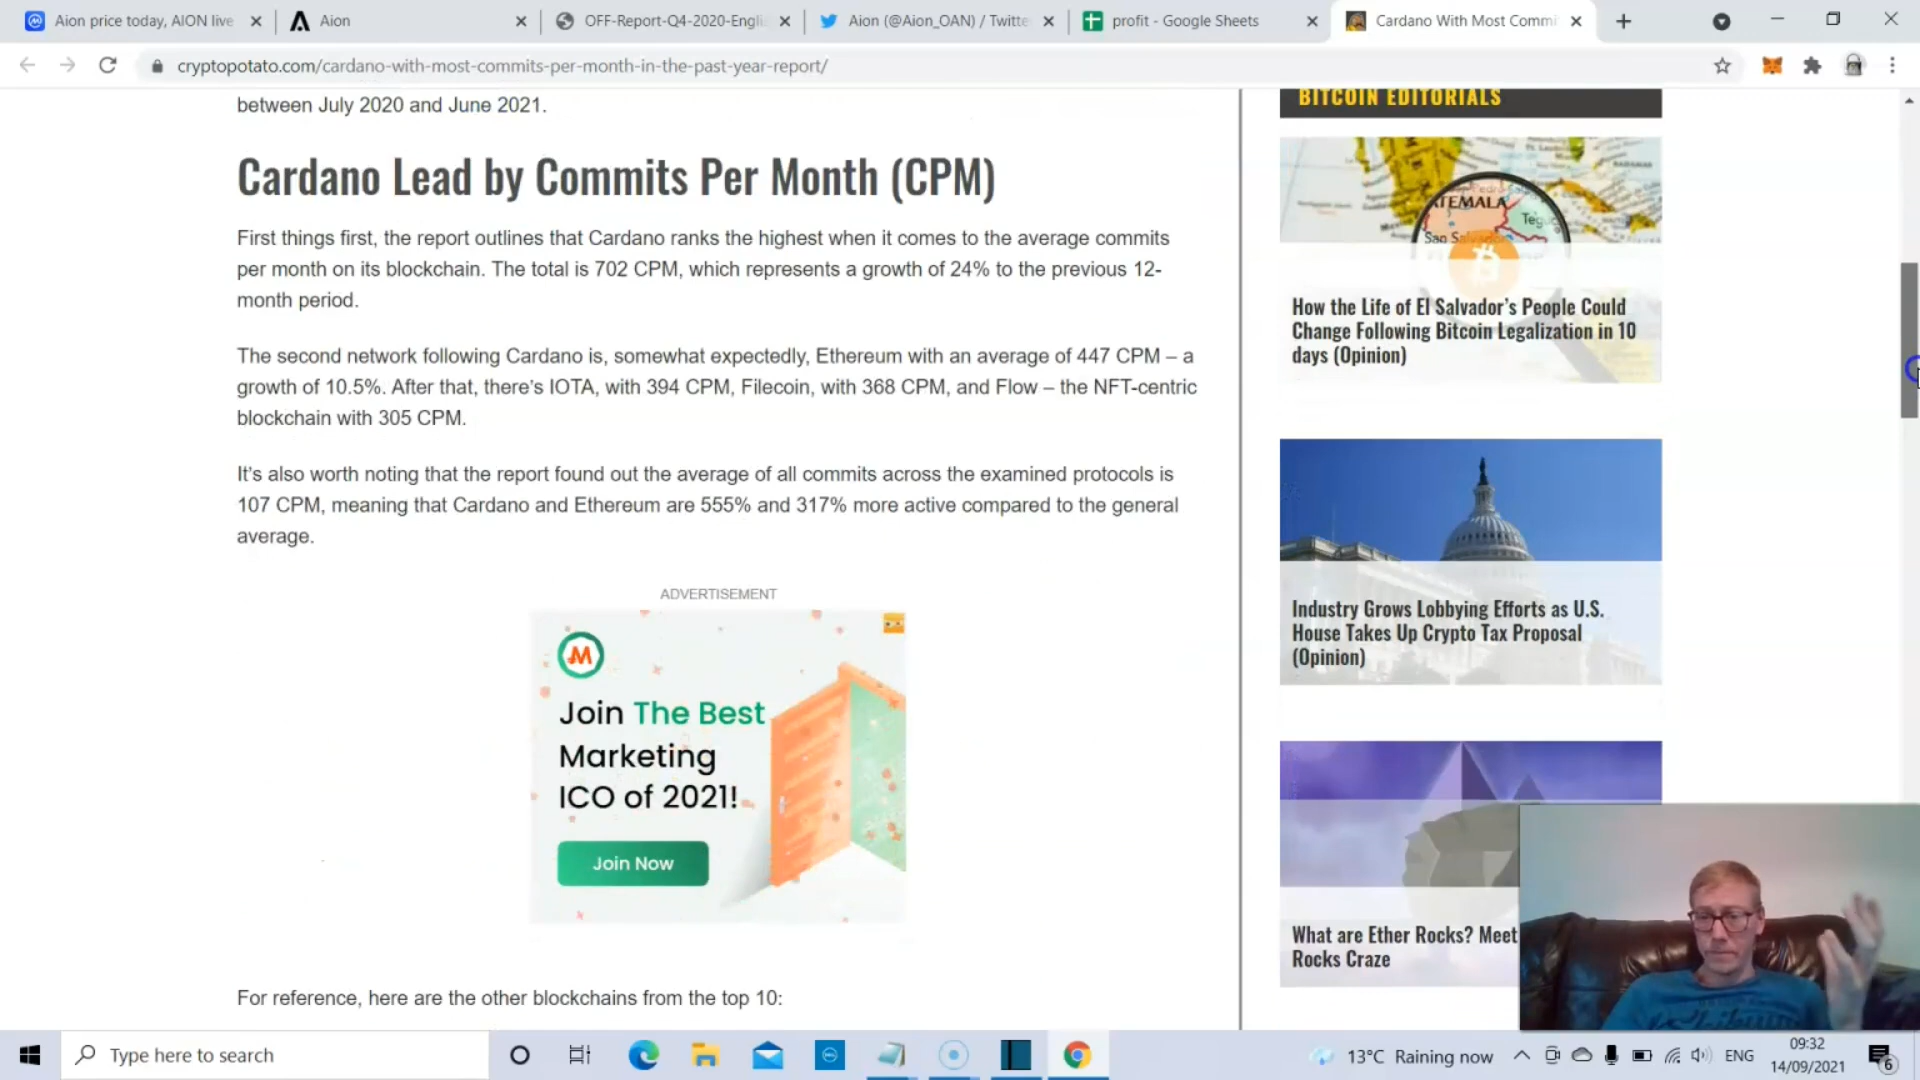 Aion price today, AION live
Aion
OFF-Report-Q4-2020-Engli
Aion (@Aion_OAN) / Twitte
profit - Google Sheets
Cardano With Most Commi
cryptopotato.com/cardano-with-most-commits-per-month-in-the-past-year-report/
between July 2020 and June 2021.
Cardano Lead by Commits Per Month (CPM)
First things first, the report outlines that Cardano ranks the highest when it comes to the average commits
per month on its blockchain. The total is 702 CPM, which represents a growth of 24% to the previous 12-
month period.
The second network following Cardano is, somewhat expectedly, Ethereum with an average of 447 CPM – a
growth of 10.5%. After that, there’s IOTA, with 394 CPM, Filecoin, with 368 CPM, and Flow – the NFT-centric
blockchain with 305 CPM.
It’s also worth noting that the report found out the average of all commits across the examined protocols is
107 CPM, meaning that Cardano and Ethereum are 555% and 317% more active compared to the general
average.
ADVERTISEMENT
M
Join The Best
Marketing
ICO of 2021!
Join Now
For reference, here are the other blockchains from the top 10:
BITCOIN EDITORIALS
ATEMALA
Tegu
San Salvador
How the Life of El Salvador’s People Could
Change Following Bitcoin Legalization in 10
days (Opinion)
Industry Grows Lobbying Efforts as U.S.
House Takes Up Crypto Tax Proposal
(Opinion)
What are Ether Rocks? Meet
Rocks Craze
Type here to search
13°C Raining now
ENG
09:32
14/09/2021
6